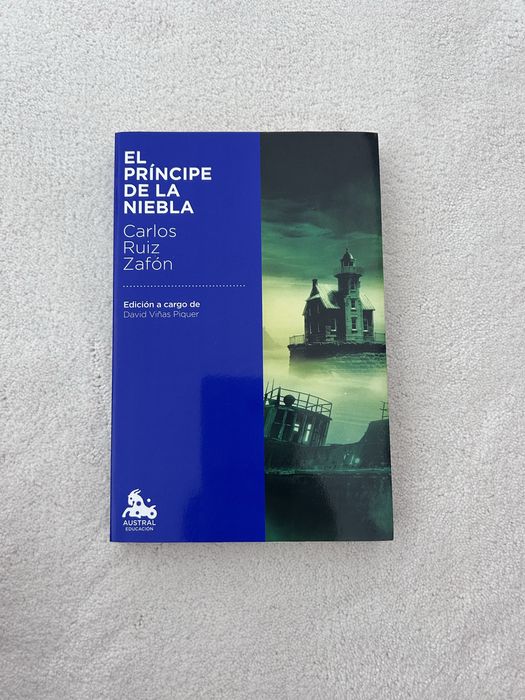 EL
PRÍNCIPE
DE LA
NIEBLA
Carlos
Ruiz
Zafón
Edición a cargo de
David Viñas Piquer
AUSTRAL
EDUCACIÓN